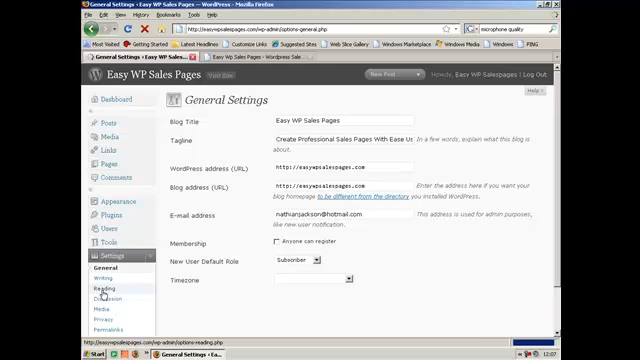 General Settings ‹ Easy WP Sales Pages — WordPress - Mozilla Firefox
File Edit View History Bookmarks Tools Help
http://easywpsalespages.com/wp-admin/options-general.php
microphone quality
Most Visited Getting Started Latest Headlines Customize Links Suggested Sites Web Slice Gallery Windows Marketplace Windows Media Windows PING
General Settings ‹ Easy WP S...
Easy WP Sales Pages - Wordpress Sale...
Easy WP Sales Pages Visit Site New Post Howdy, Easy WP Salespages | Log Out
Help
Dashboard
Posts
Media
Links
Pages
Comments
Appearance
Plugins
Users
Tools
Settings
General
Writing
Reading
Discussion
Media
Privacy
Permalinks
General Settings
Blog Title Easy WP Sales Pages
Tagline Create Professional Sales Pages With Ease Us In a few words, explain what this blog is
about.
WordPress address (URL) http://easywpsalespages.com
Blog address (URL) http://easywpsalespages.com Enter the address here if you want your
blog homepage to be different from the directory you installed WordPress.
E-mail address nathianjackson@hotmail.com This address is used for admin purposes,
like new user notification.
Membership Anyone can register
New User Default Role Subscriber
Timezone
http://easywpsalespages.com/wp-admin/options-reading.php
Start General Settings ‹ Ea... 12:07